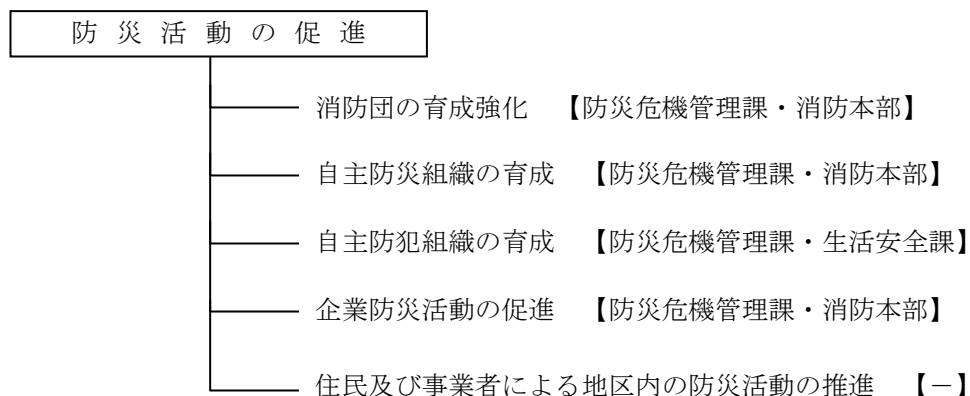 防災活動の促進
消防団の育成強化　【防災危機管理課・消防本部】
自主防災組織の育成　【防災危機管理課・消防本部】
自主防犯組織の育成　【防災危機管理課・生活安全課】
企業防災活動の促進　【防災危機管理課・消防本部】
住民及び事業者による地区内の防災活動の推進　【－】